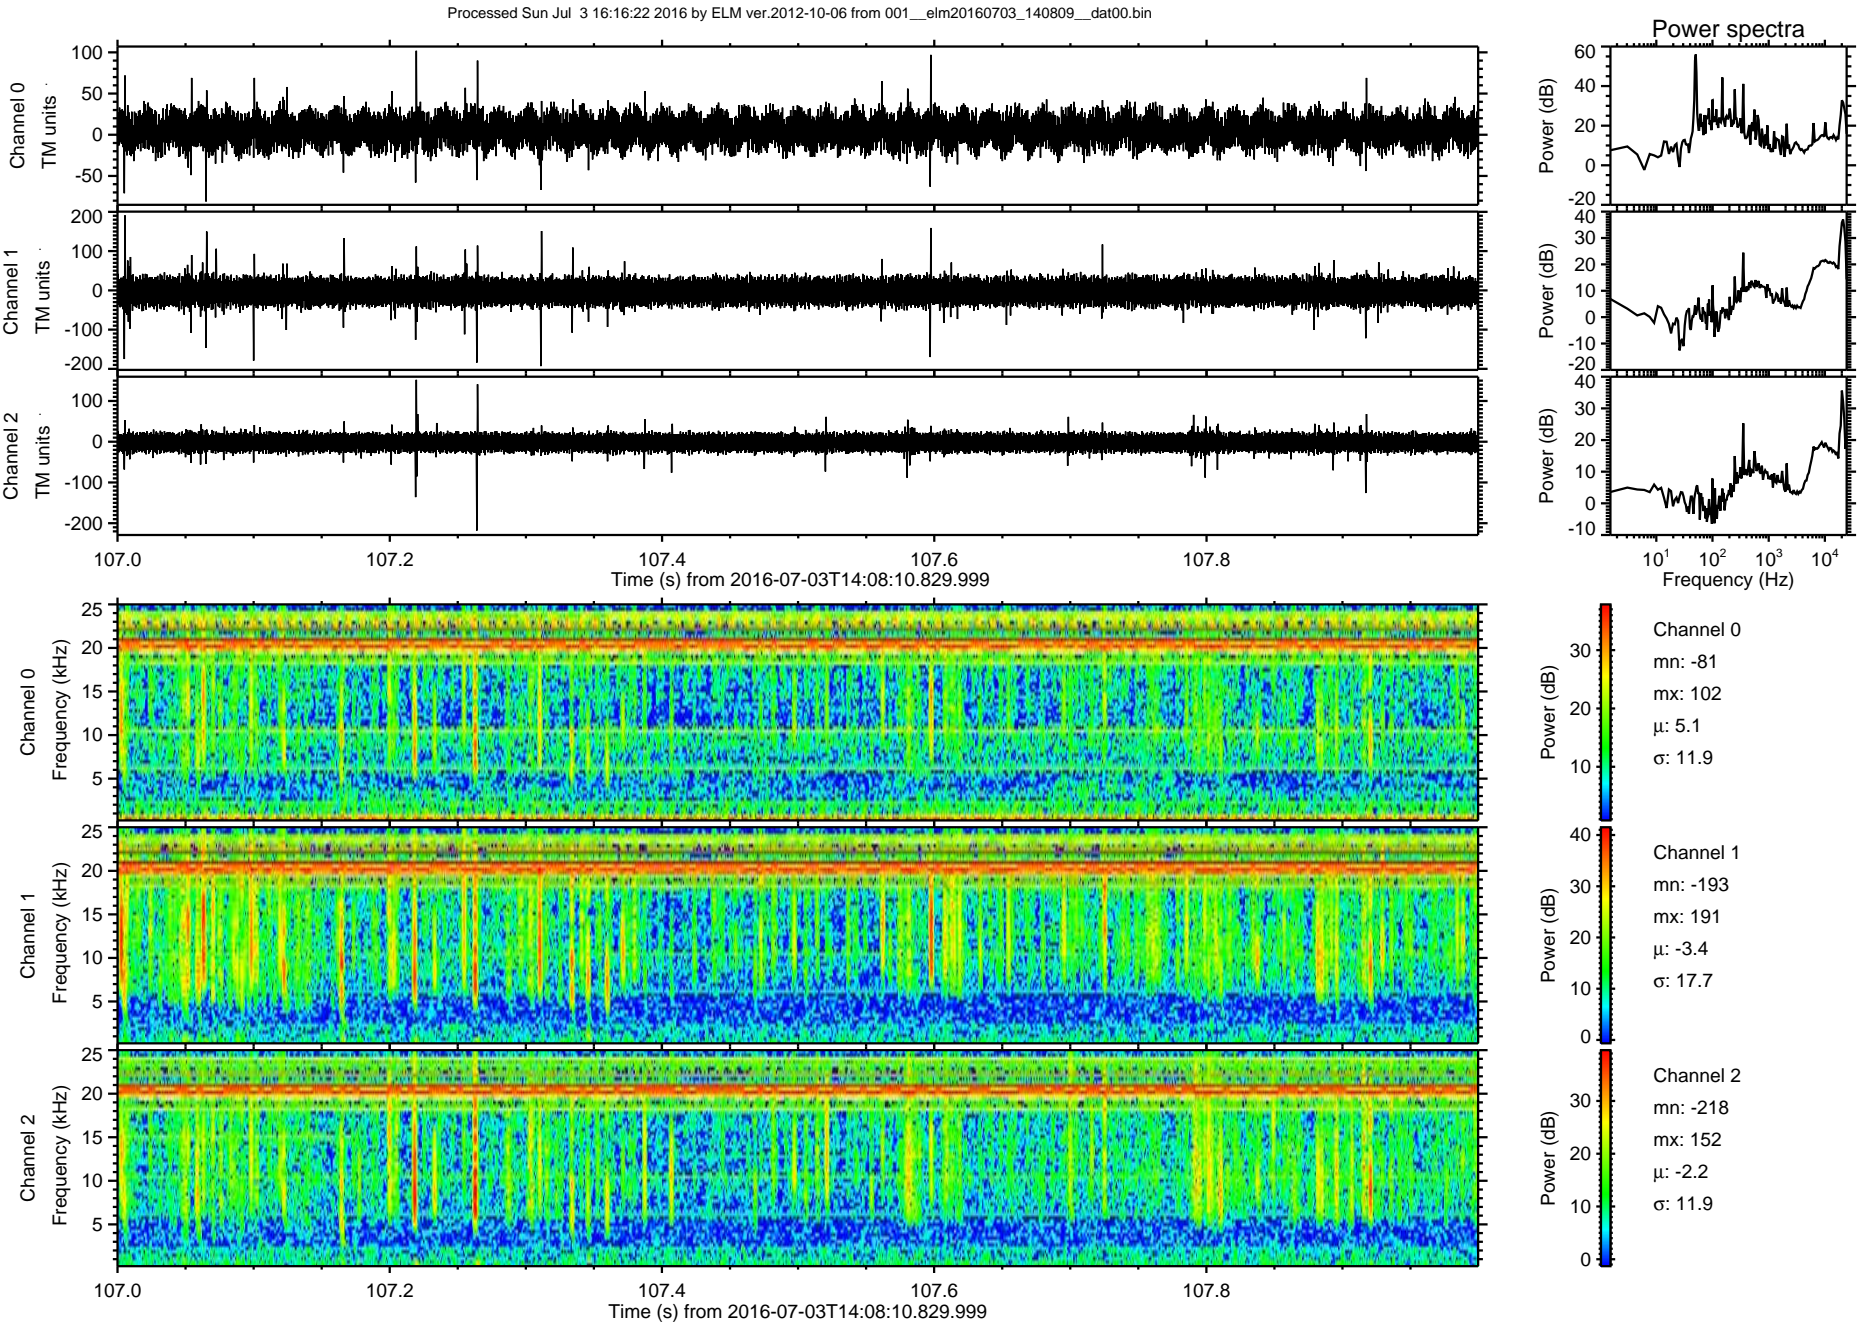 Processed Sun Jul  3 16:16:22 2016 by ELM ver.2012-10-06 from 001__elm20160703_140809__dat00.bin
Power spectra
Channel 0
TM units
100
50
0
-50
Power (dB)
60
40
20
0
-20
Channel 1
TM units
200
100
0
-100
-200
Power (dB)
40
30
20
10
0
-10
-20
Channel 2
TM units
100
0
-100
-200
Power (dB)
40
30
20
10
0
-10
107.0 107.2 107.4 107.6 107.8
Time (s) from 2016-07-03T14:08:10.829.999
10¹ 10² 10³ 10⁴
Frequency (Hz)
Channel 0
Frequency (kHz)
25
20
15
10
5
Power (dB)
30
20
10
Channel 0
mn: -81
mx: 102
μ: 5.1
σ: 11.9
Channel 1
Frequency (kHz)
25
20
15
10
5
Power (dB)
40
30
20
10
0
Channel 1
mn: -193
mx: 191
μ: -3.4
σ: 17.7
Channel 2
Frequency (kHz)
25
20
15
10
5
Power (dB)
30
20
10
0
Channel 2
mn: -218
mx: 152
μ: -2.2
σ: 11.9
107.0 107.2 107.4 107.6 107.8
Time (s) from 2016-07-03T14:08:10.829.999